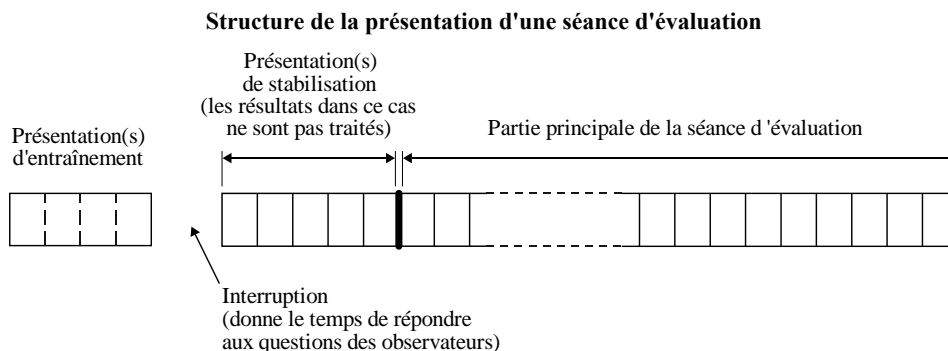 Structure de la présentation d'une séance d'évaluation
Présentation(s)
de stabilisation
(les résultats dans ce cas
ne sont pas traités)
Présentation(s)
d'entraînement
Partie principale de la séance d 'évaluation
Interruption
(donne le temps de répondre
aux questions des observateurs)